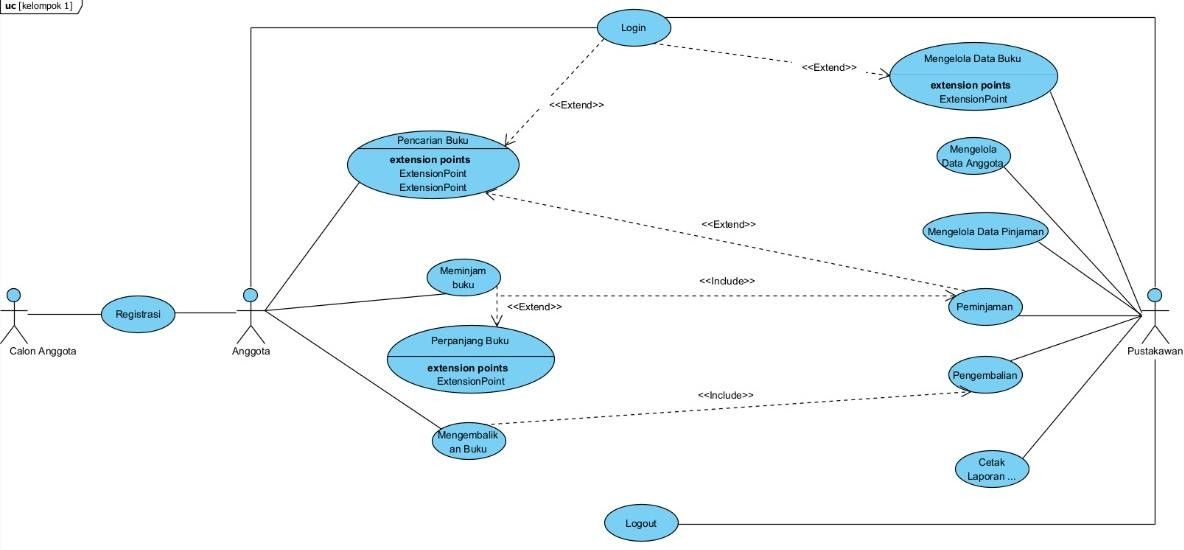 uc [kelompok 1]
Login
<<Extend>>
Mengelola Data Buku
extension points
ExtensionPoint
<<Extend>>
Pencarian Buku
extension points
ExtensionPoint
ExtensionPoint
Mengelola
Data Anggota
<<Extend>>
Mengelola Data Pinjaman
Meminjam
buku
<<Include>>
<<Extend>>
Peminjaman
Registrasi
Calon Anggota
Anggota
Pustakawan
Perpanjang Buku
extension points
ExtensionPoint
Pengembalian
<<Include>>
Mengembalik
an Buku
Cetak
Laporan ...
Logout